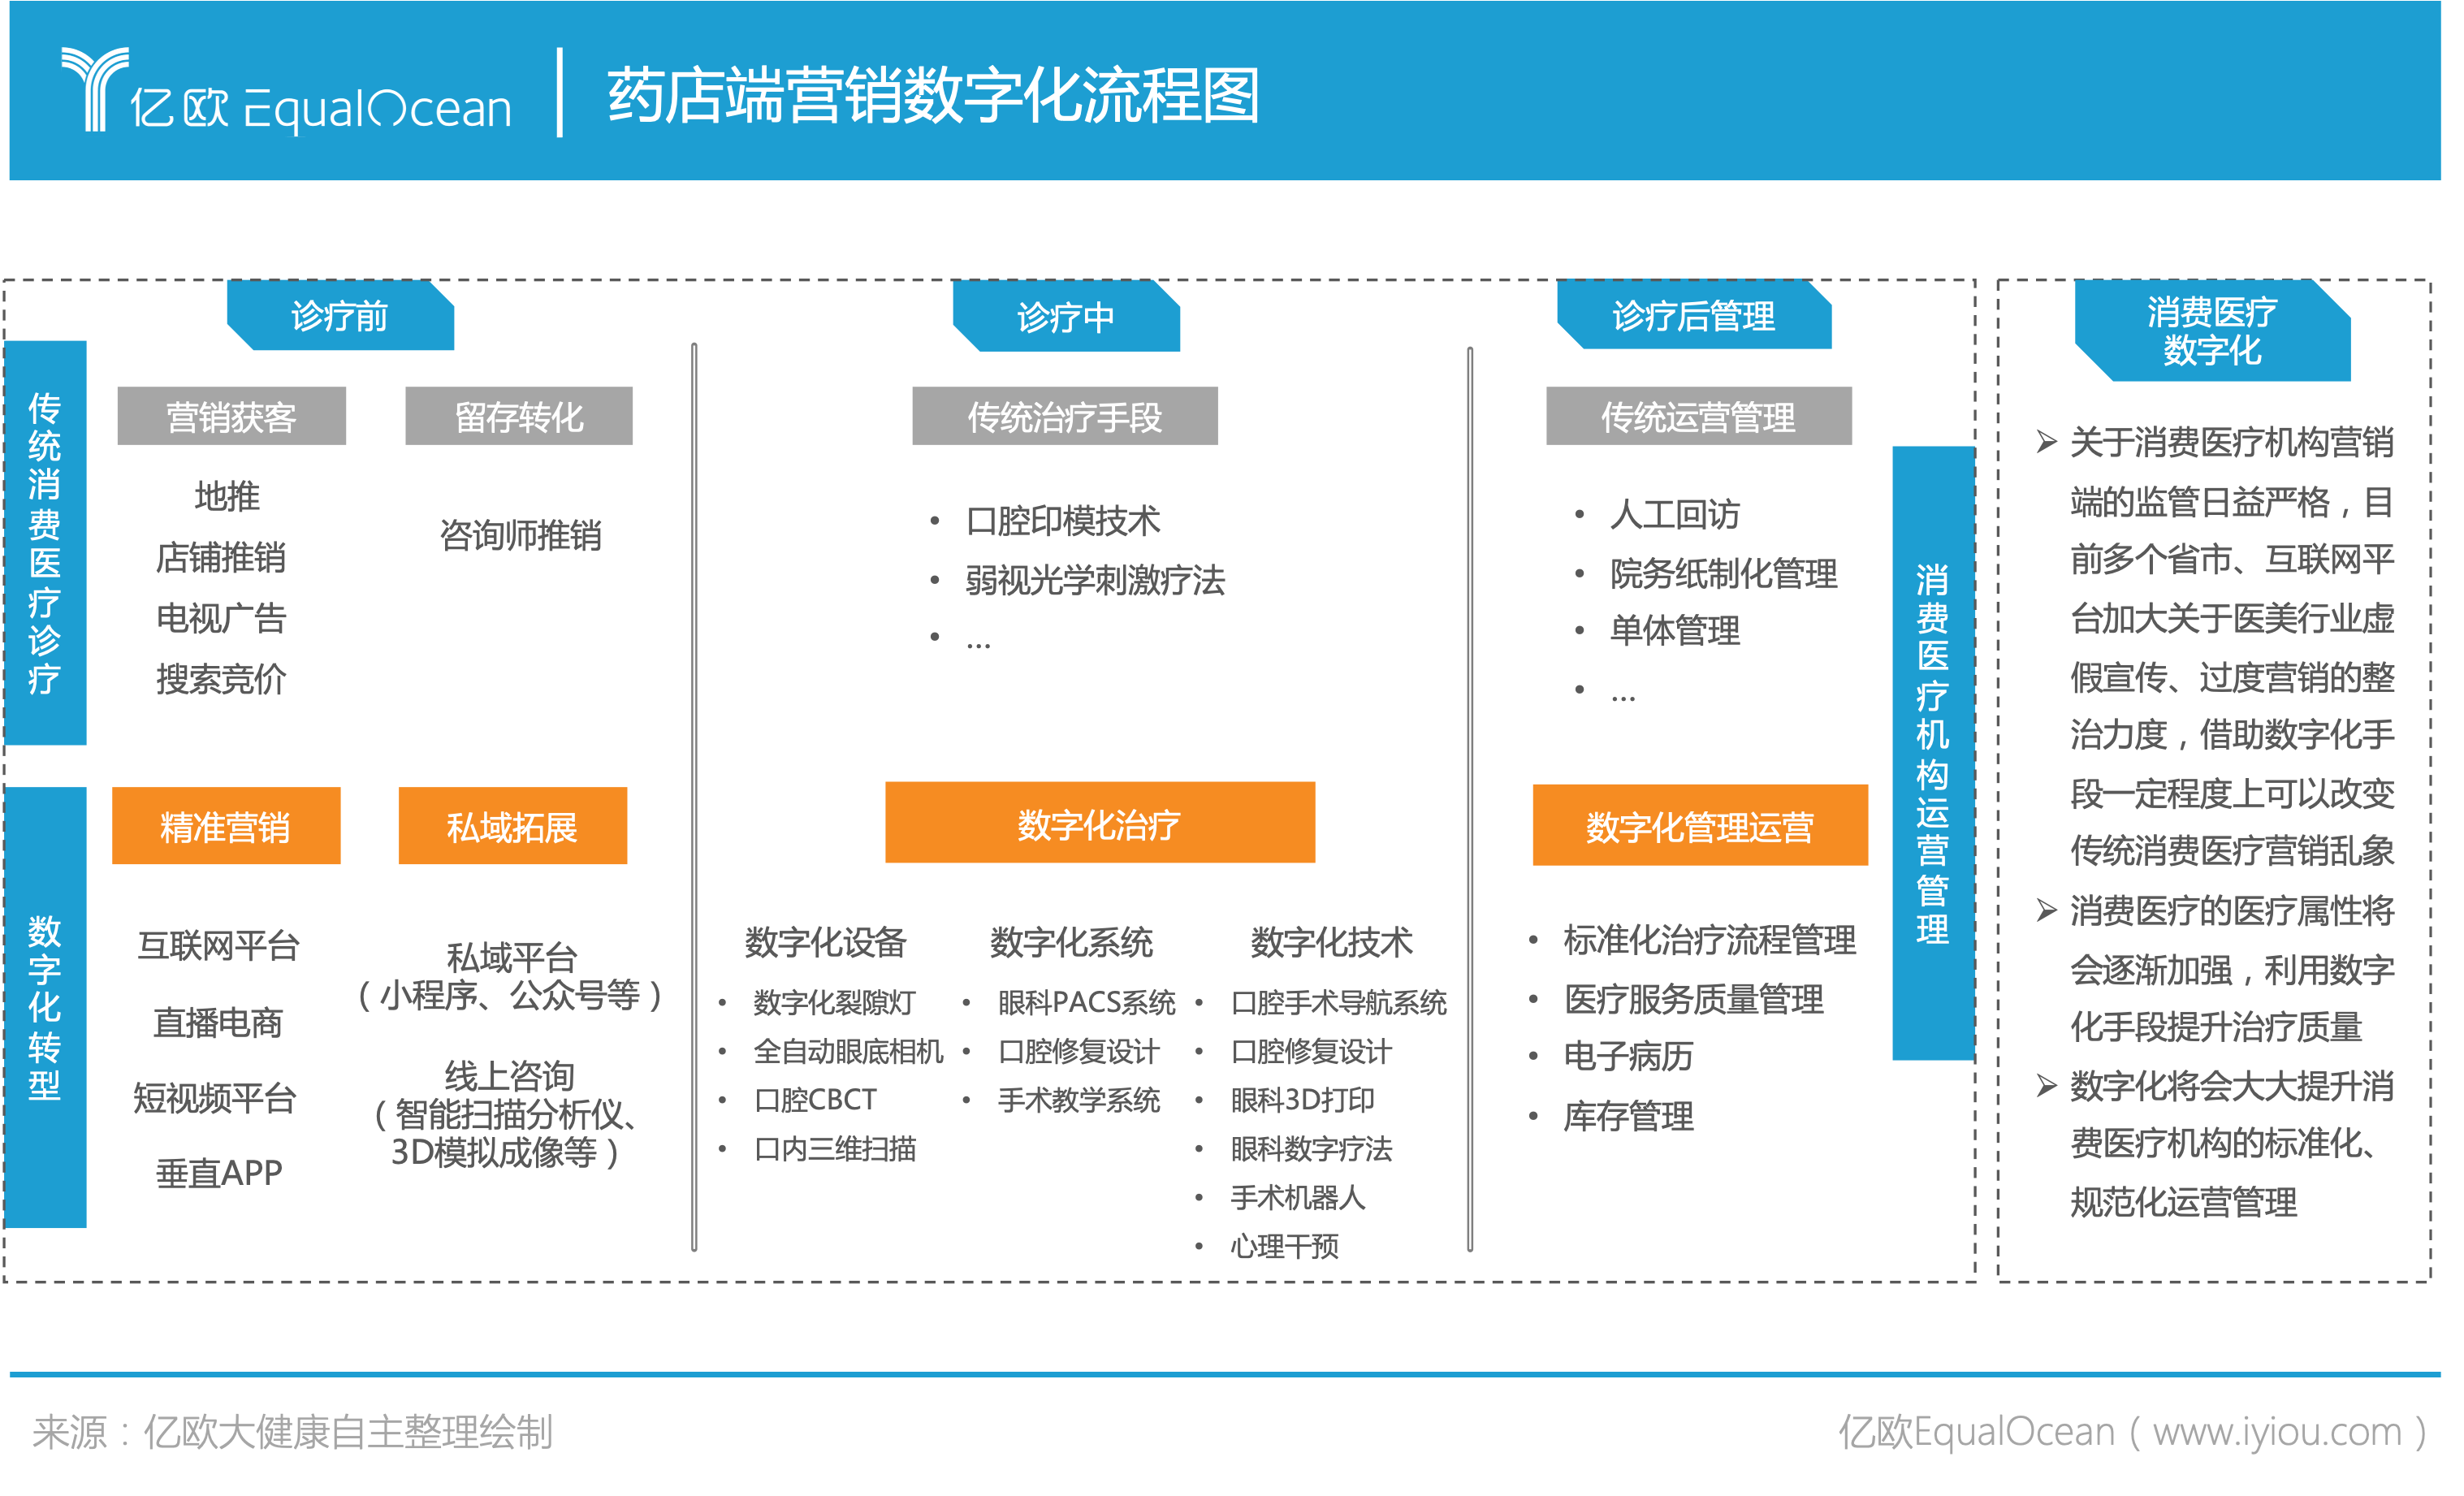 亿欧 EqualOcean
药店端营销数字化流程图
诊疗前
诊疗中
诊疗后管理
传统消费医疗诊疗
营销获客
地推
店铺推销
电视广告
搜索竞价
留存转化
咨询师推销
传统治疗手段
• 口腔印模技术
• 弱视光学刺激疗法
• ...
传统运营管理
• 人工回访
• 院务纸制化管理
• 单体管理
• ...
数字化转型
精准营销
互联网平台
直播电商
短视频平台
垂直APP
私域拓展
私域平台
（小程序、公众号等）
线上咨询
（智能扫描分析仪、
3D模拟成像等）
数字化治疗
数字化设备
• 数字化裂隙灯
• 全自动眼底相机
• 口腔CBCT
• 口内三维扫描
数字化系统
• 眼科PACS系统
• 口腔修复设计
• 手术教学系统
数字化技术
• 口腔手术导航系统
• 口腔修复设计
• 眼科3D打印
• 眼科数字疗法
• 手术机器人
• 心理干预
数字化管理运营
• 标准化治疗流程管理
• 医疗服务质量管理
• 电子病历
• 库存管理
消费医疗机构运营管理
消费医疗
数字化
➢ 关于消费医疗机构营销
端的监管日益严格，目
前多个省市、互联网平
台加大关于医美行业虚
假宣传、过度营销的整
治力度，借助数字化手
段一定程度上可以改变
传统消费医疗营销乱象
➢ 消费医疗的医疗属性将
会逐渐加强，利用数字
化手段提升治疗质量
➢ 数字化将会大大提升消
费医疗机构的标准化、
规范化运营管理
来源：亿欧大健康自主整理绘制
亿欧EqualOcean（www.iyiou.com）